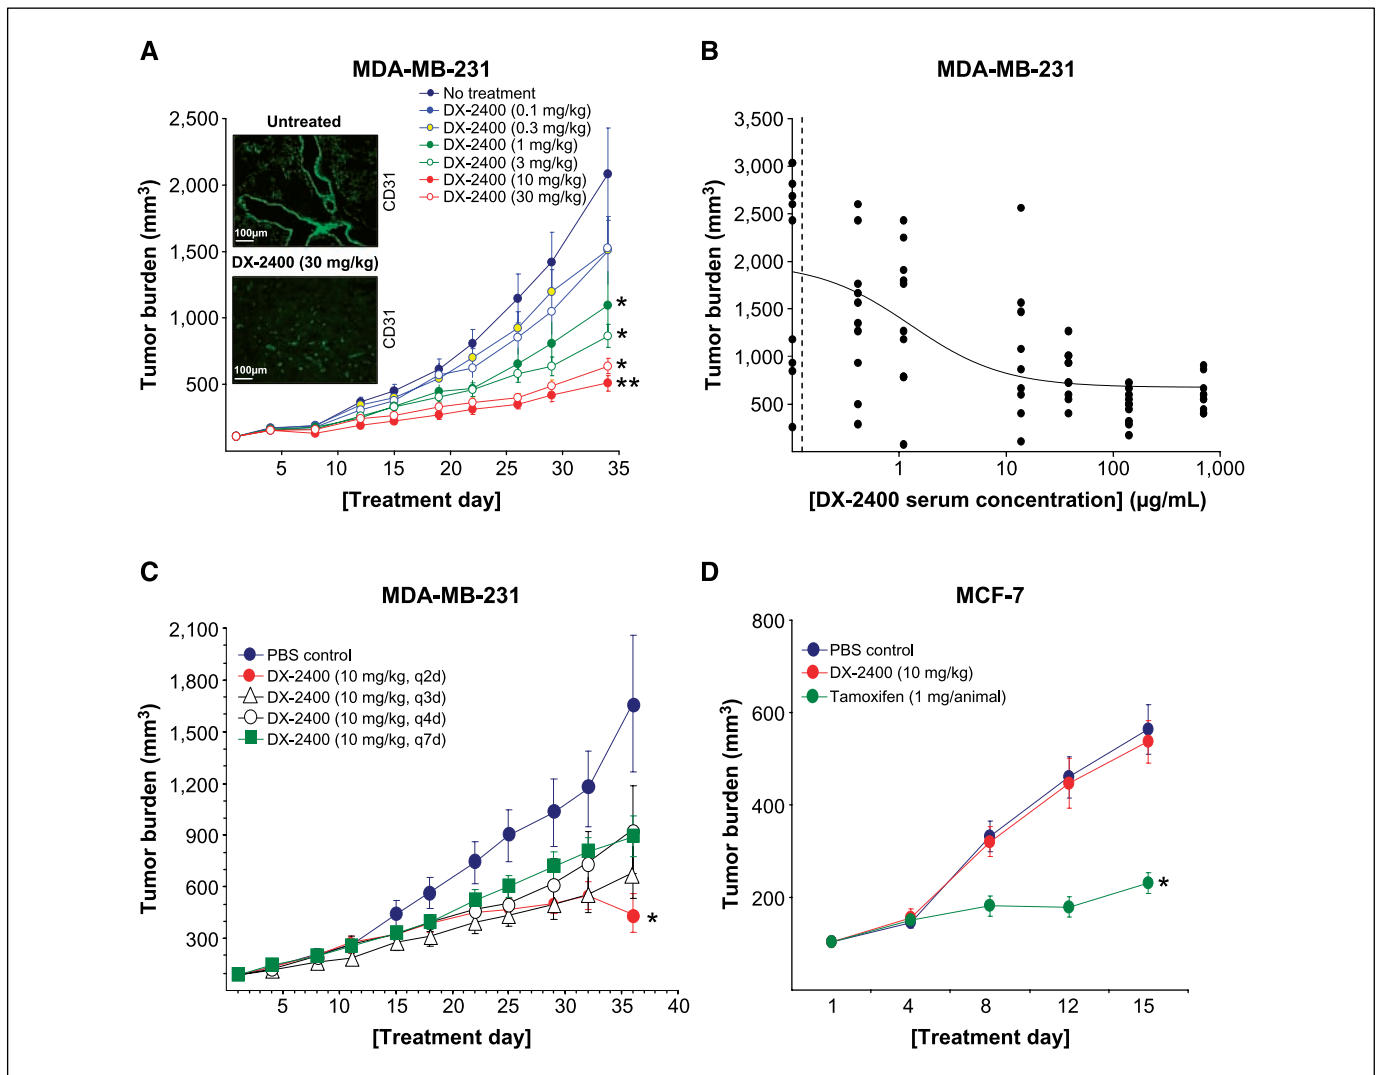 A
MDA-MB-231
No treatment
DX-2400 (0.1 mg/kg)
DX-2400 (0.3 mg/kg)
DX-2400 (1 mg/kg)
DX-2400 (3 mg/kg)
DX-2400 (10 mg/kg)
DX-2400 (30 mg/kg)
Untreated
100µm
CD31
DX-2400 (30 mg/kg)
100µm
CD31
Tumor burden (mm³)
2,500
2,000
1,500
1,000
500
*
*
*
**
5 10 15 20 25 30 35
[Treatment day]
B
MDA-MB-231
Tumor burden (mm³)
3,500
3,000
2,500
2,000
1,500
1,000
500
1 10 100 1,000
[DX-2400 serum concentration] (µg/mL)
C
MDA-MB-231
PBS control
DX-2400 (10 mg/kg, q2d)
DX-2400 (10 mg/kg, q3d)
DX-2400 (10 mg/kg, q4d)
DX-2400 (10 mg/kg, q7d)
Tumor burden (mm³)
2,100
1,800
1,500
1,200
900
600
300
*
5 10 15 20 25 30 35 40
[Treatment day]
D
MCF-7
PBS control
DX-2400 (10 mg/kg)
Tamoxifen (1 mg/animal)
Tumor burden (mm³)
800
600
400
200
*
1 4 8 12 15
[Treatment day]